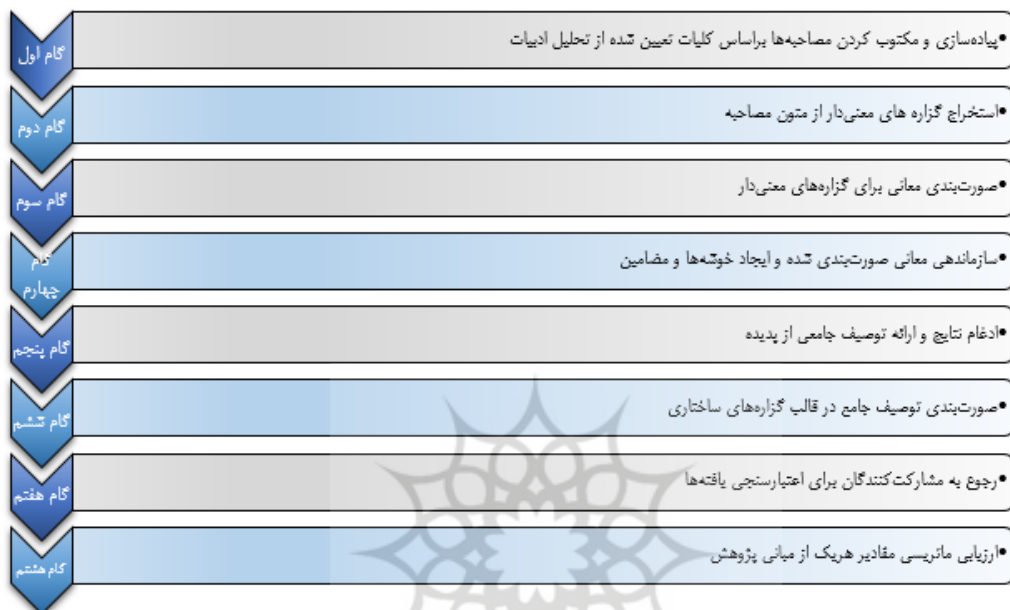 گام اول
•پیاده‌سازی و مکتوب کردن مصاحبه‌ها براساس کلیات تعیین شده از تحلیل ادبیات
گام دوم
•استخراج گزاره های معنی‌دار از متون مصاحبه
گام سوم
•صورت‌بندی معانی برای گزاره‌های معنی‌دار
گام
چهارم
•سازماندهی معانی صورت‌بندی شده و ایجاد خوشه‌ها و مضامین
گام پنجم
•ادغام نتایج و ارائه توصیف جامعی از پدیده
گام ششم
•صورت‌بندی توصیف جامع در قالب گزاره‌های ساختاری
گام هفتم
•رجوع به مشارکت‌کنندگان برای اعتبارسنجی یافته‌ها
گام هشتم
•ارزیابی ماتریسی مقادیر هریک از مبانی پژوهش